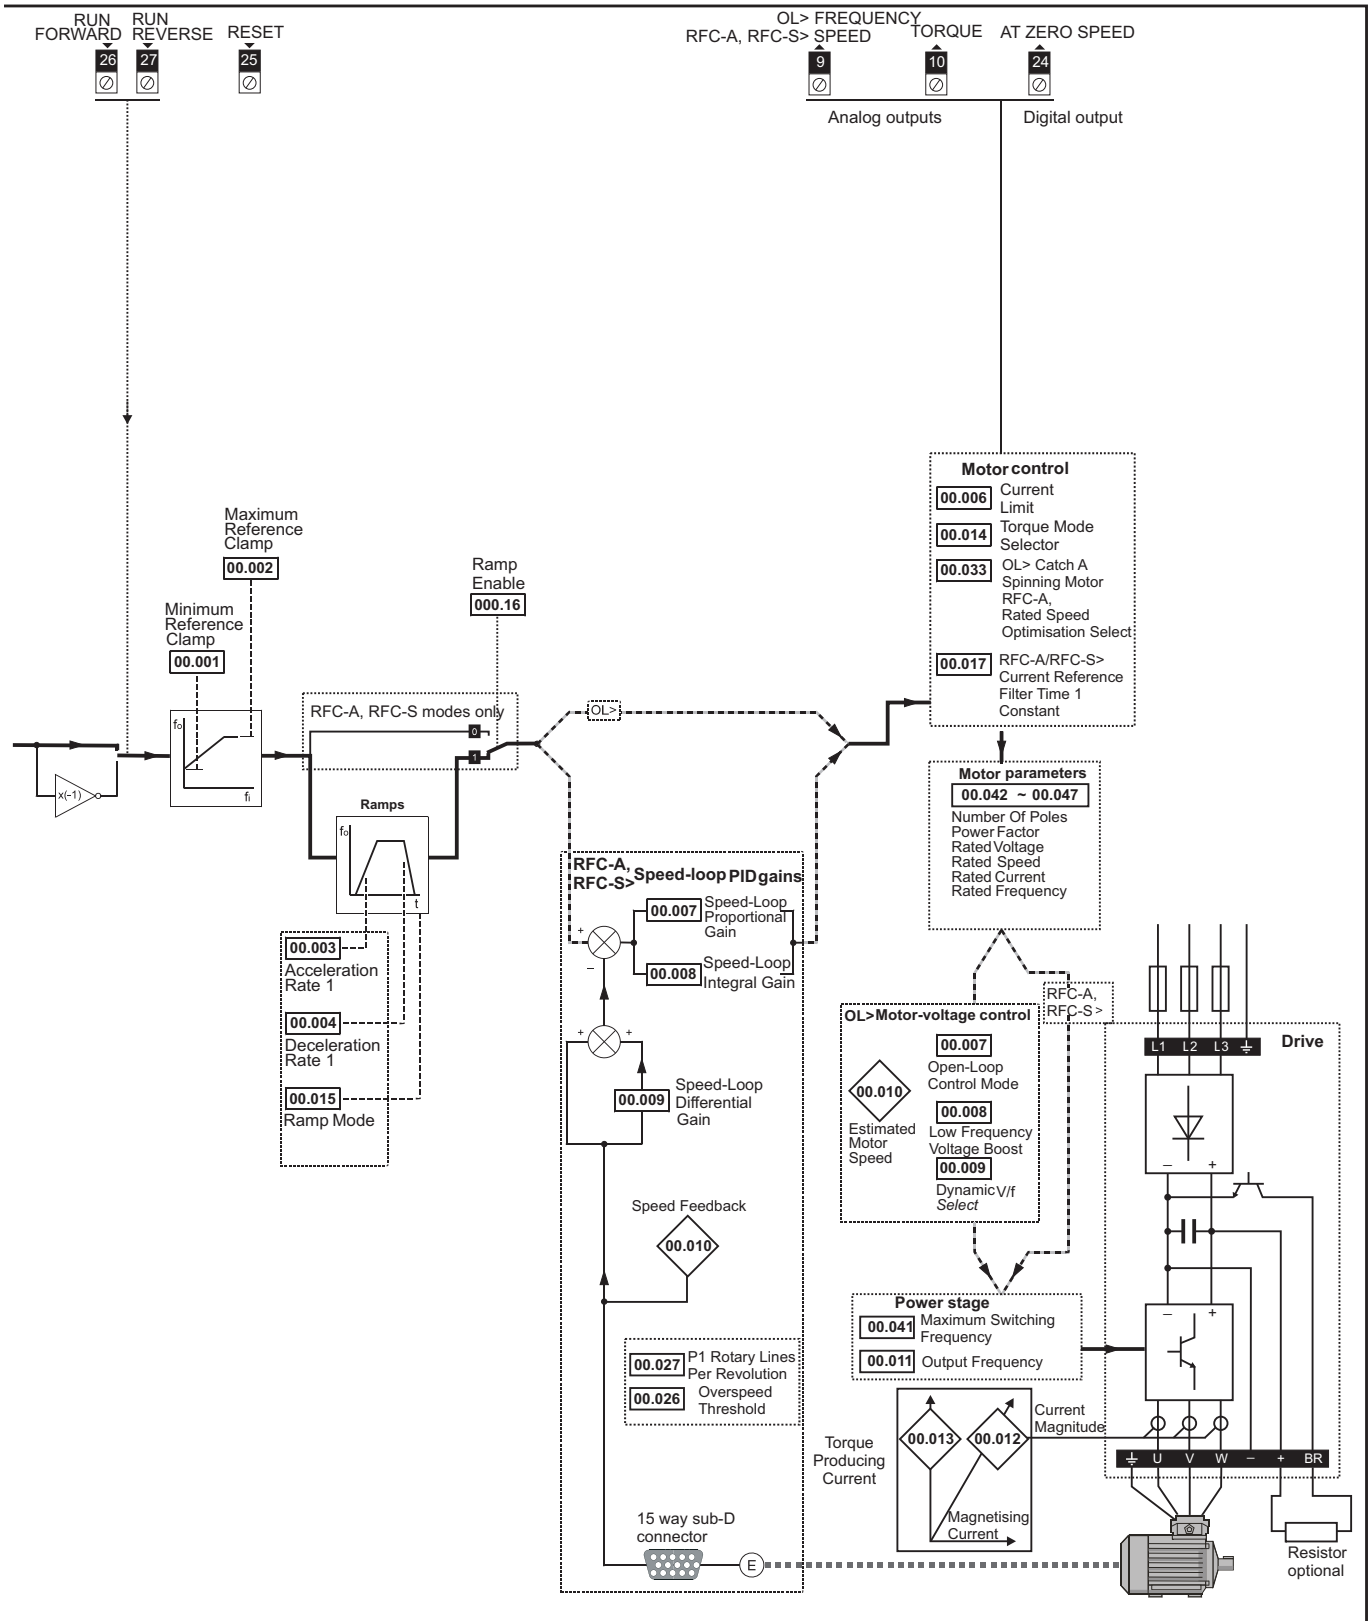 RUN
FORWARD
RUN
REVERSE
RESET
26
27
25
OL> FREQUENCY
RFC-A, RFC-S> SPEED
TORQUE
AT ZERO SPEED
9
10
24
Analog outputs
Digital output
Motor control
00.006
Current
Limit
00.014
Torque Mode
Selector
00.033
OL> Catch A
Spinning Motor
RFC-A,
Rated Speed
Optimisation Select
00.017
RFC-A/RFC-S>
Current Reference
Filter Time 1
Constant
Maximum
Reference
Clamp
00.002
Minimum
Reference
Clamp
00.001
Ramp
Enable
000.16
RFC-A, RFC-S modes only
0
1
OL>
x(-1)
fo
fi
Ramps
fo
t
00.003
Acceleration
Rate 1
00.004
Deceleration
Rate 1
00.015
Ramp Mode
Motor parameters
00.042 ~ 00.047
Number Of Poles
Power Factor
Rated Voltage
Rated Speed
Rated Current
Rated Frequency
RFC-A,
RFC-S> Speed-loop PID gains
00.007
Speed-Loop
Proportional
Gain
00.008
Speed-Loop
Integral Gain
+
–
+
+
00.009
Speed-Loop
Differential
Gain
Speed Feedback
00.010
00.027
P1 Rotary Lines
Per Revolution
00.026
Overspeed
Threshold
15 way sub-D
connector
E
RFC-A,
RFC-S >
OL> Motor-voltage control
00.010
Estimated
Motor
Speed
00.007
Open-Loop
Control Mode
00.008
Low Frequency
Voltage Boost
00.009
Dynamic V/f
Select
Power stage
00.041
Maximum Switching
Frequency
00.011
Output Frequency
Torque
Producing
Current
00.013
00.012
Current
Magnitude
Magnetising
Current
Drive
L1 L2 L3
– +
– +
U V W – + BR
Resistor
optional